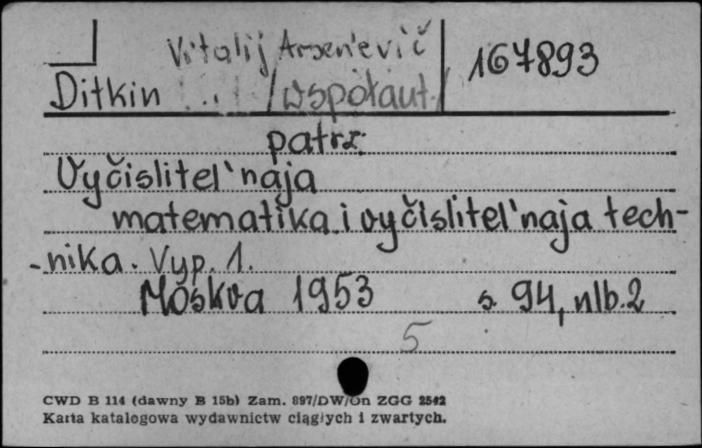 Vitalij Arsen'evič
167893
Ditkin /współaut./
patrz:
Vyčislitel'naja
matematika i vyčislitel'naja tech-
-nika. Vyp. 1.
Moskva 1953 s. 94, nlb. 2
5
CWD B 114 (dawny B 15b) Zam. 897/DW/On ZGG 2542
Karta katalogowa wydawnictw ciągłych i zwartych.